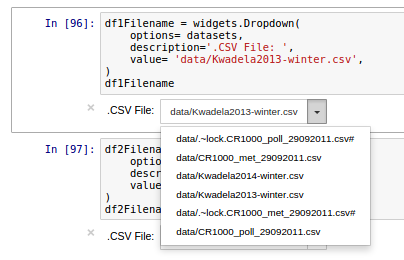 In [96]: df1Filename = widgets.Dropdown(
options= datasets,
description='.CSV File: ',
value= 'data/Kwadela2013-winter.csv',
)
df1Filename
× .CSV File: data/Kwadela2013-winter.csv
data/.~lock.CR1000_poll_29092011.csv#
data/CR1000_met_29092011.csv
data/Kwadela2014-winter.csv
data/Kwadela2013-winter.csv
data/.~lock.CR1000_met_29092011.csv#
data/CR1000_poll_29092011.csv
In [97]: df2Filena
optio
descr
value
)
df2Filena
× .CSV File: